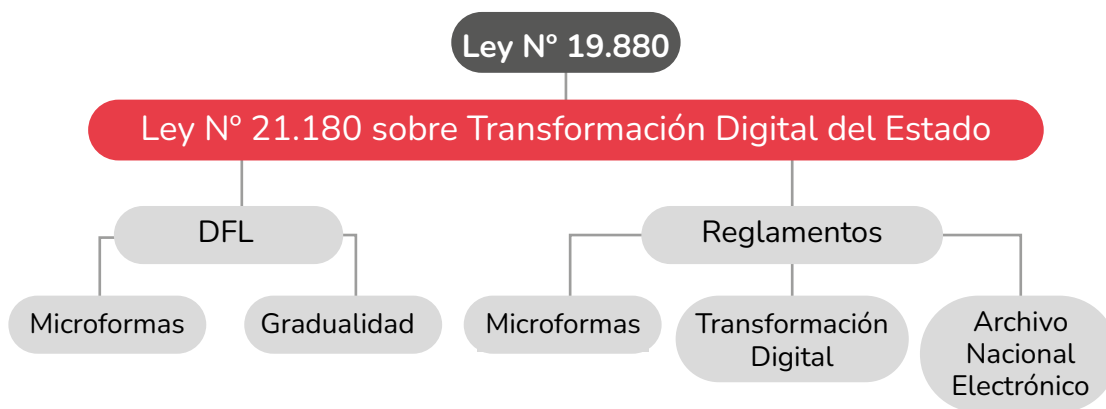 Ley Nº 19.880
Ley Nº 21.180 sobre Transformación Digital del Estado
DFL
Reglamentos
Microformas
Gradualidad
Microformas
Transformación
Digital
Archivo
Nacional
Electrónico